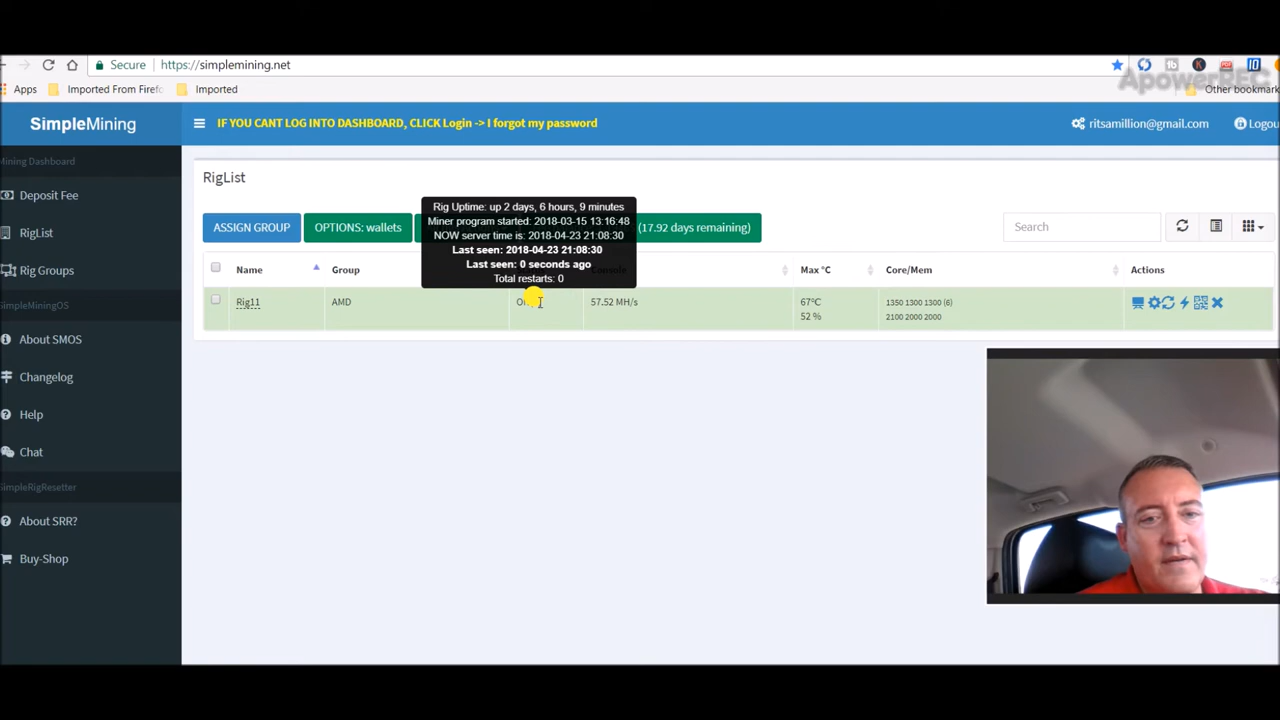 Secure https://simplemining.net
ApowerREC
Apps Imported From Firefo Imported Other bookmark
SimpleMining IF YOU CANT LOG INTO DASHBOARD, CLICK Login -> I forgot my password ritsamillion@gmail.com Logou
Mining Dashboard
Deposit Fee
RigList
Rig Groups
SimpleMiningOS
About SMOS
Changelog
Help
Chat
SimpleRigResetter
About SRR?
Buy-Shop
RigList
Rig Uptime: up 2 days, 6 hours, 9 minutes
Miner program started: 2018-03-15 13:16:48
NOW server time is: 2018-04-23 21:08:30
Last seen: 2018-04-23 21:08:30
Last seen: 0 seconds ago
Total restarts: 0
ASSIGN GROUP OPTIONS: wallets (17.92 days remaining) Search
Name Group Console Max °C Core/Mem Actions
Rig11 AMD 57.52 MH/s 67°C 1350 1300 1300 (6)
52 % 2100 2000 2000